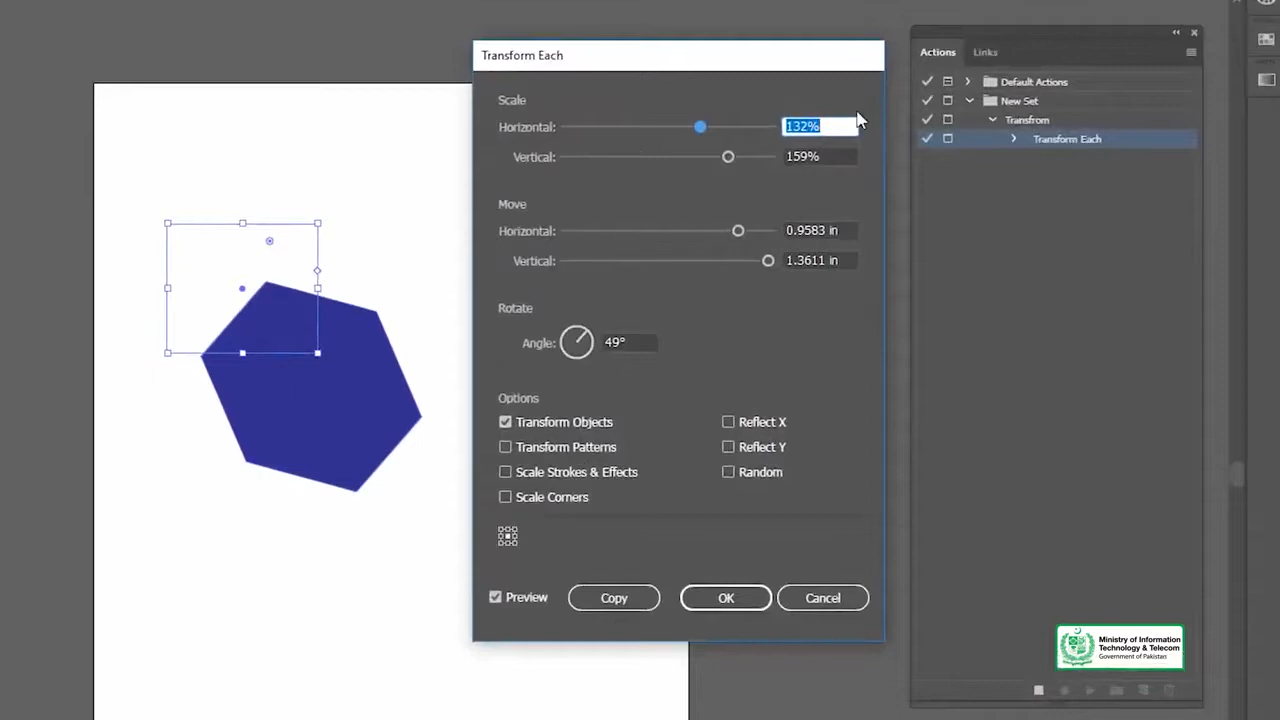 Transform Each
Scale
Horizontal: 132%
Vertical: 159%
Move
Horizontal: 0.9583 in
Vertical: 1.3611 in
Rotate
Angle: 49°
Options
Transform Objects
Reflect X
Transform Patterns
Reflect Y
Scale Strokes & Effects
Random
Scale Corners
Preview
Copy
OK
Cancel
Actions
Links
Default Actions
New Set
Transfrom
Transform Each
Ministry of Information
Technology & Telecom
Government of Pakistan